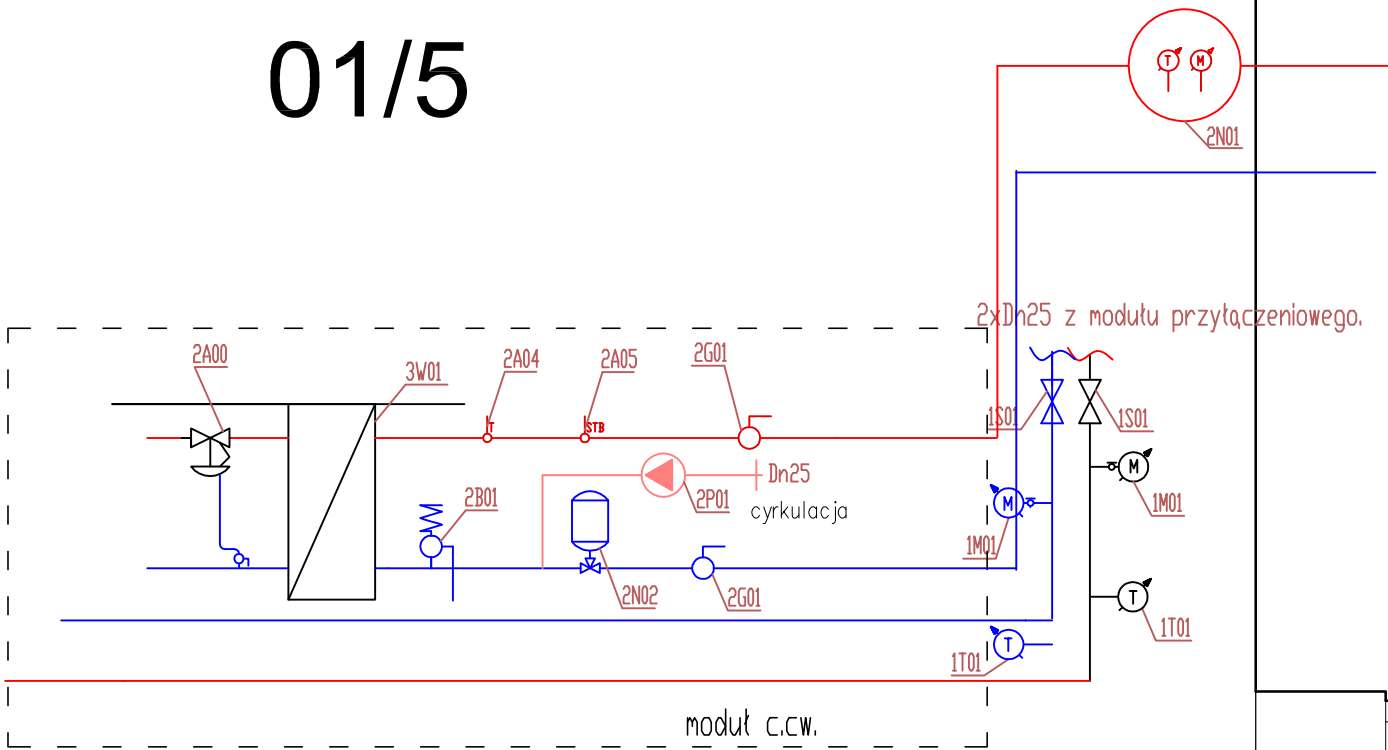 01/5
T M
2N01
2xDn25 z modułu przyłączeniowego.
2A00
3W01
2A04
2A05
2G01
1S01
1S01
T
STB
M
1M01
Dn25
2P01
cyrkulacja
2B01
M
1M01
2N02
2G01
T
1T01
T
1T01
moduł c.cw.